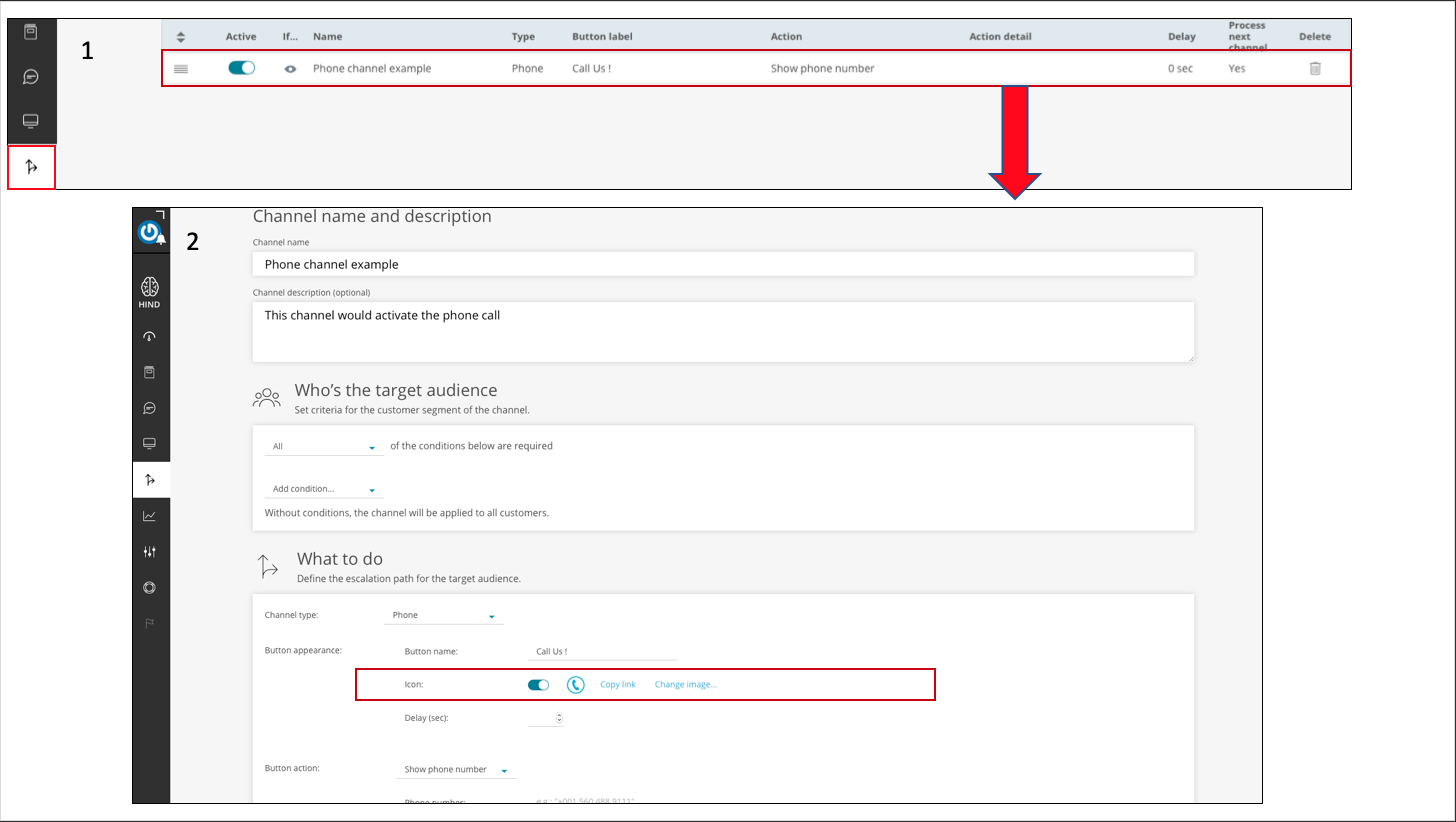 1
Active If... Name Type Button label Action Action detail Delay Process next channel Delete
Phone channel example Phone Call Us ! Show phone number 0 sec Yes
2
Channel name and description
Channel name
Phone channel example
HIND
Channel description (optional)
This channel would activate the phone call
Who's the target audience
Set criteria for the customer segment of the channel.
All of the conditions below are required
Add condition...
Without conditions, the channel will be applied to all customers.
What to do
Define the escalation path for the target audience.
Channel type: Phone
Button appearance: Button name: Call Us !
Icon: Copy link Change image...
Delay (sec):
Button action: Show phone number
Phone number: e.g.: "+001 560 488 9111"